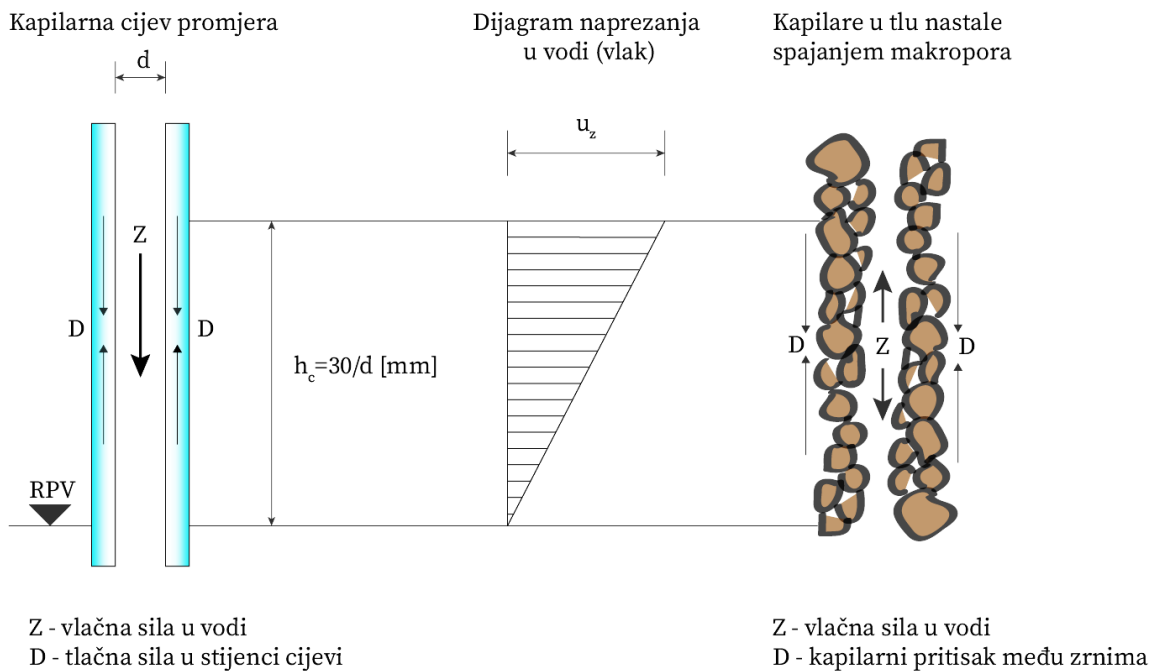 Kapilarna cijev promjera
d
Dijagram naprezanja
u vodi (vlak)
Kapilare u tlu nastale
spajanjem makropora
u_z
Z
D
D
h_c=30/d [mm]
D
Z
D
RPV
Z - vlačna sila u vodi
D - tlačna sila u stijenci cijevi
Z - vlačna sila u vodi
D - kapilarni pritisak među zrnima